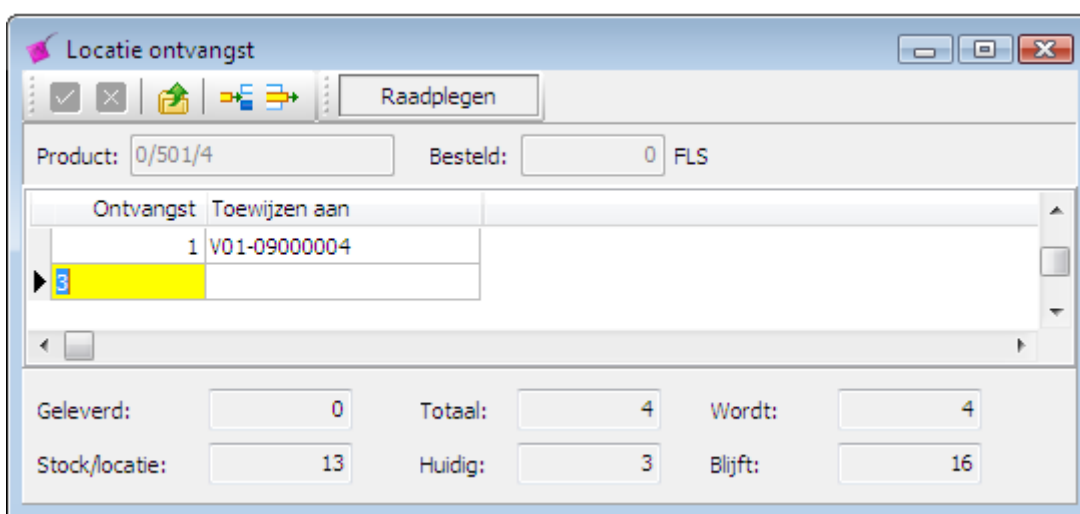 Locatie ontvangst
Raadplegen
Product: 0/501/4 Besteld: 0 FLS
Ontvangst Toewijzen aan
1 V01-09000004
3
Geleverd: 0 Totaal: 4 Wordt: 4
Stock/locatie: 13 Huidig: 3 Blijft: 16